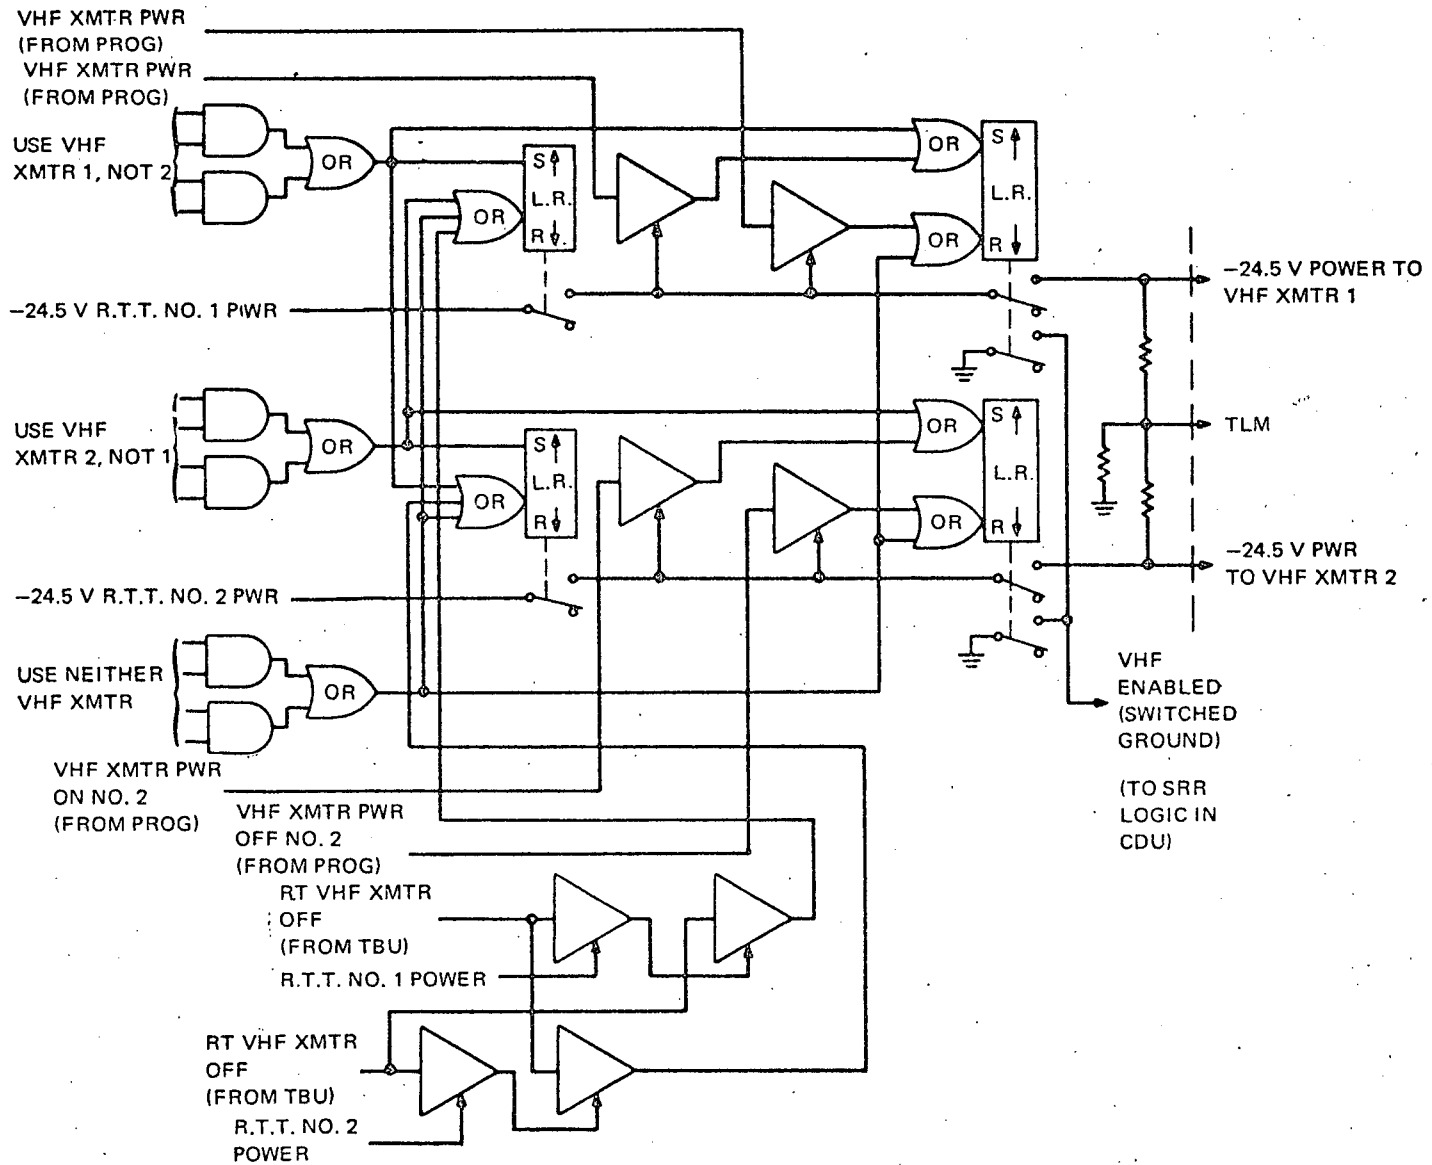 VHF XMTR PWR
(FROM PROG)
VHF XMTR PWR
(FROM PROG)
USE VHF
XMTR 1, NOT 2
OR
OR
S
L.R.
R
OR
OR
S
L.R.
R
−24.5 V R.T.T. NO. 1 PIWR
−24.5 V POWER TO
VHF XMTR 1
USE VHF
XMTR 2, NOT 1
OR
OR
S
L.R.
R
OR
OR
S
L.R.
R
TLM
−24.5 V R.T.T. NO. 2 PWR
−24.5 V PWR
TO VHF XMTR 2
USE NEITHER
VHF XMTR
OR
VHF
ENABLED
(SWITCHED
GROUND)
(TO SRR
LOGIC IN
CDU)
VHF XMTR PWR
ON NO. 2
(FROM PROG)
VHF XMTR PWR
OFF NO. 2
(FROM PROG)
RT VHF XMTR
OFF
(FROM TBU)
R.T.T. NO. 1 POWER
RT VHF XMTR
OFF
(FROM TBU)
R.T.T. NO. 2
POWER